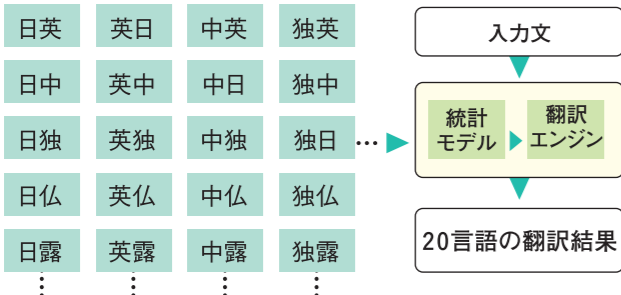 日英 英日 中英 独英
日中 英中 中日 独中
日独 英独 中独 独日 …
日仏 英仏 中仏 独仏
日露 英露 中露 独露
入力文
統計
モデル
翻訳
エンジン
20言語の翻訳結果